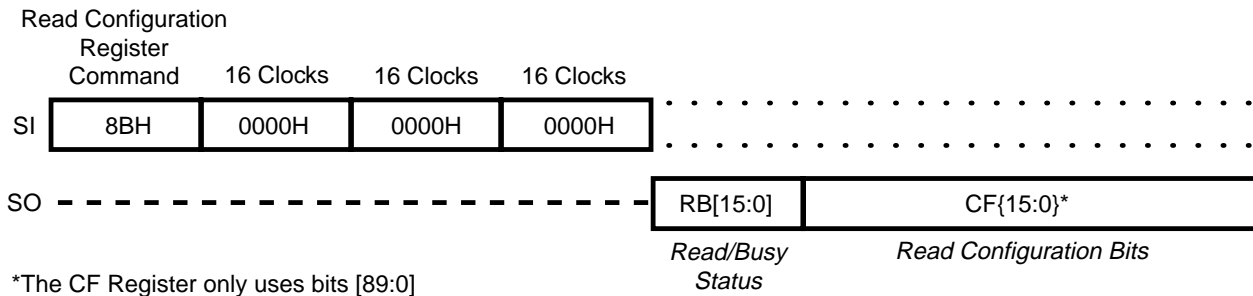 Read Configuration
Register
Command
16 Clocks
16 Clocks
16 Clocks
SI
8BH
0000H
0000H
0000H
SO
RB[15:0]
CF{15:0}*
Read/Busy
Status
Read Configuration Bits
*The CF Register only uses bits [89:0]